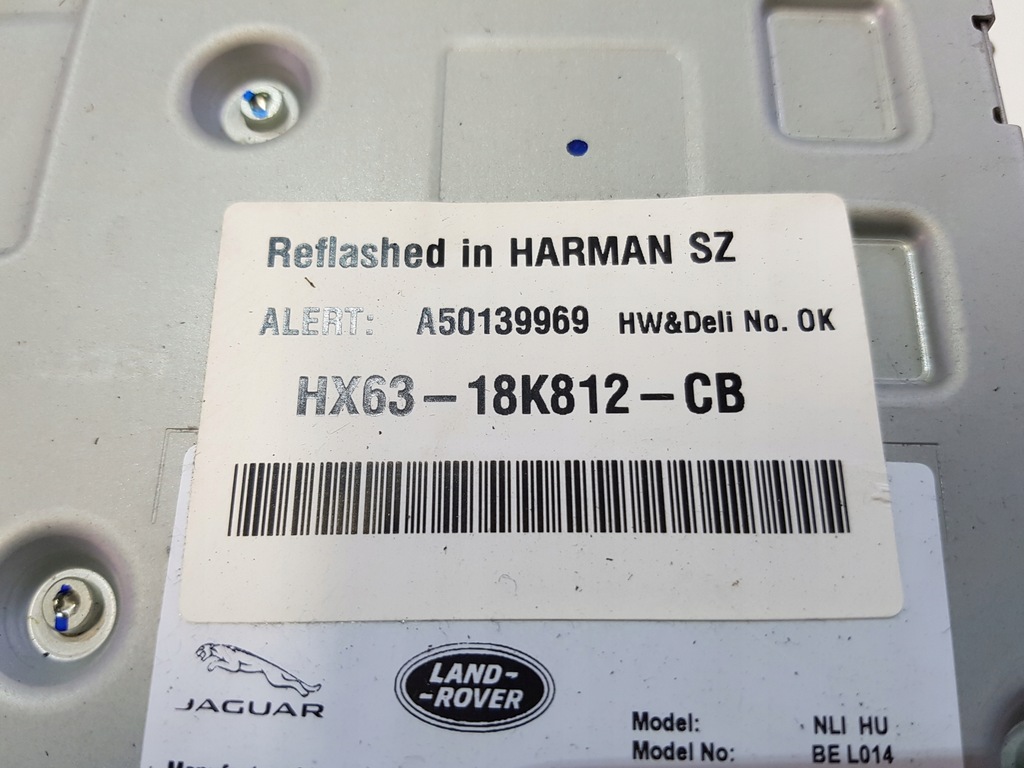 Reflashed in HARMAN SZ
ALERT: A50139969 HW&Deli No. OK
HX63-18K812-CB
JAGUAR
LAND-
-ROVER
Model: NLI HU
Model No: BE L014